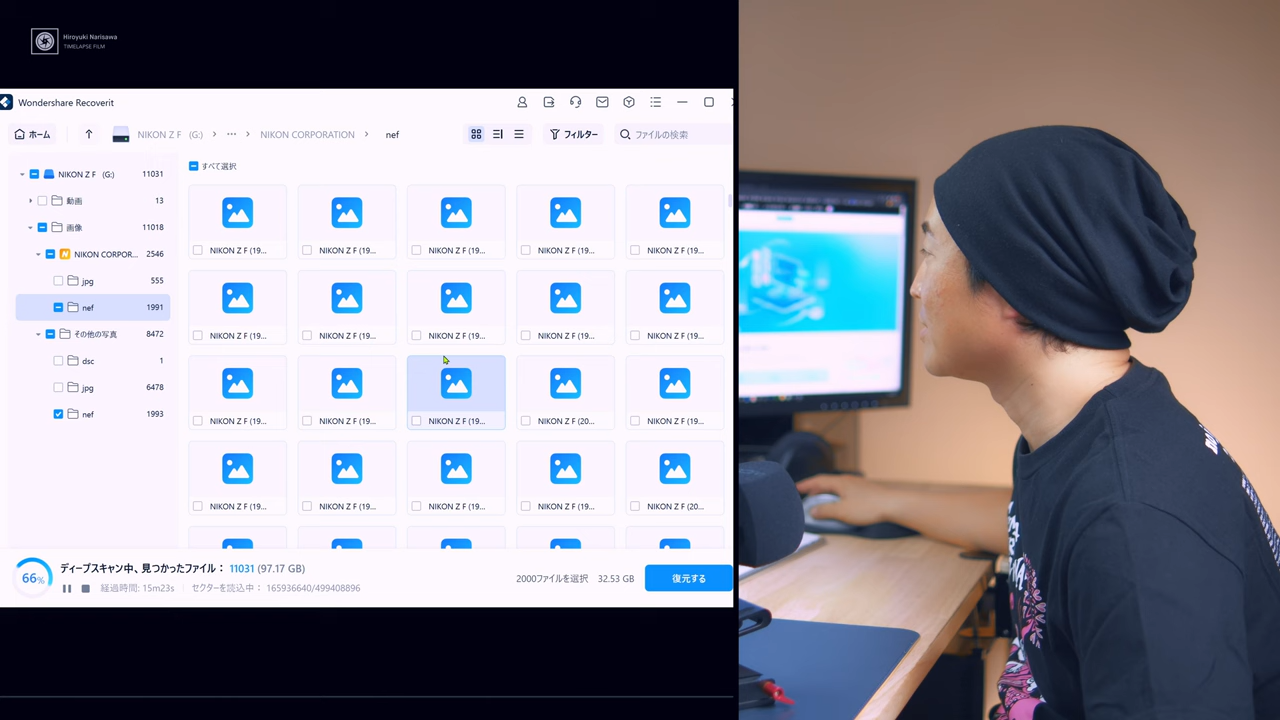 Hiroyuki Narisawa
TIMELAPSE FILM
Wondershare Recoverit
ホーム
NIKON Z F (G:) > ··· > NIKON CORPORATION > nef
フィルター
ファイルの検索
NIKON Z F (G:) 11031
動画 13
画像 11018
NIKON CORPOR... 2546
jpg 555
nef 1991
その他の写真 8472
dsc 1
jpg 6478
nef 1993
すべて選択
NIKON Z F (19... NIKON Z F (19... NIKON Z F (19... NIKON Z F (19... NIKON Z F (19...
NIKON Z F (19... NIKON Z F (19... NIKON Z F (19... NIKON Z F (19... NIKON Z F (19...
NIKON Z F (19... NIKON Z F (19... NIKON Z F (19... NIKON Z F (20... NIKON Z F (19...
NIKON Z F (19... NIKON Z F (19... NIKON Z F (19... NIKON Z F (19... NIKON Z F (20...
66%
ディープスキャン中、見つかったファイル： 11031 (97.17 GB)
経過時間: 15m23s
セクターを読込中： 165936640/499408896
2000ファイルを選択 32.53 GB
復元する